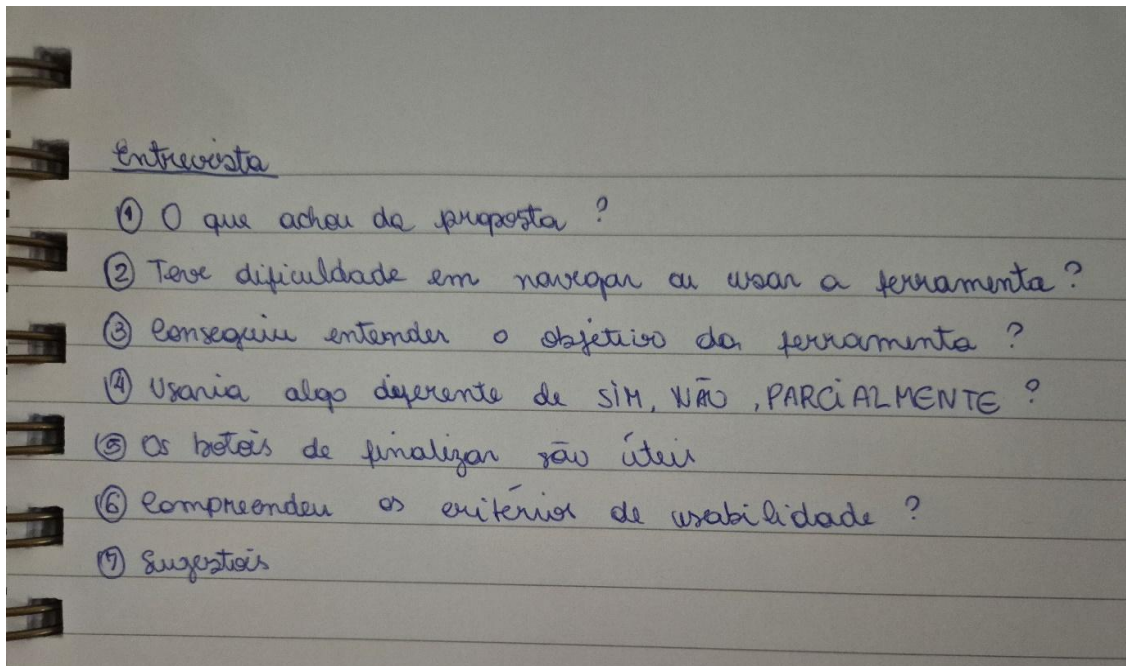 Entrevista
① O que achou da proposta ?
② Teve dificuldade em navegar ou usar a ferramenta ?
③ Conseguiu entender o objetivo da ferramenta ?
④ Usaria algo diferente de SIM, NÃO , PARCIALMENTE ?
⑤ Os botois de finalizar são úteis
⑥ Compreendeu os critérios de usabilidade ?
⑦ Sugestois